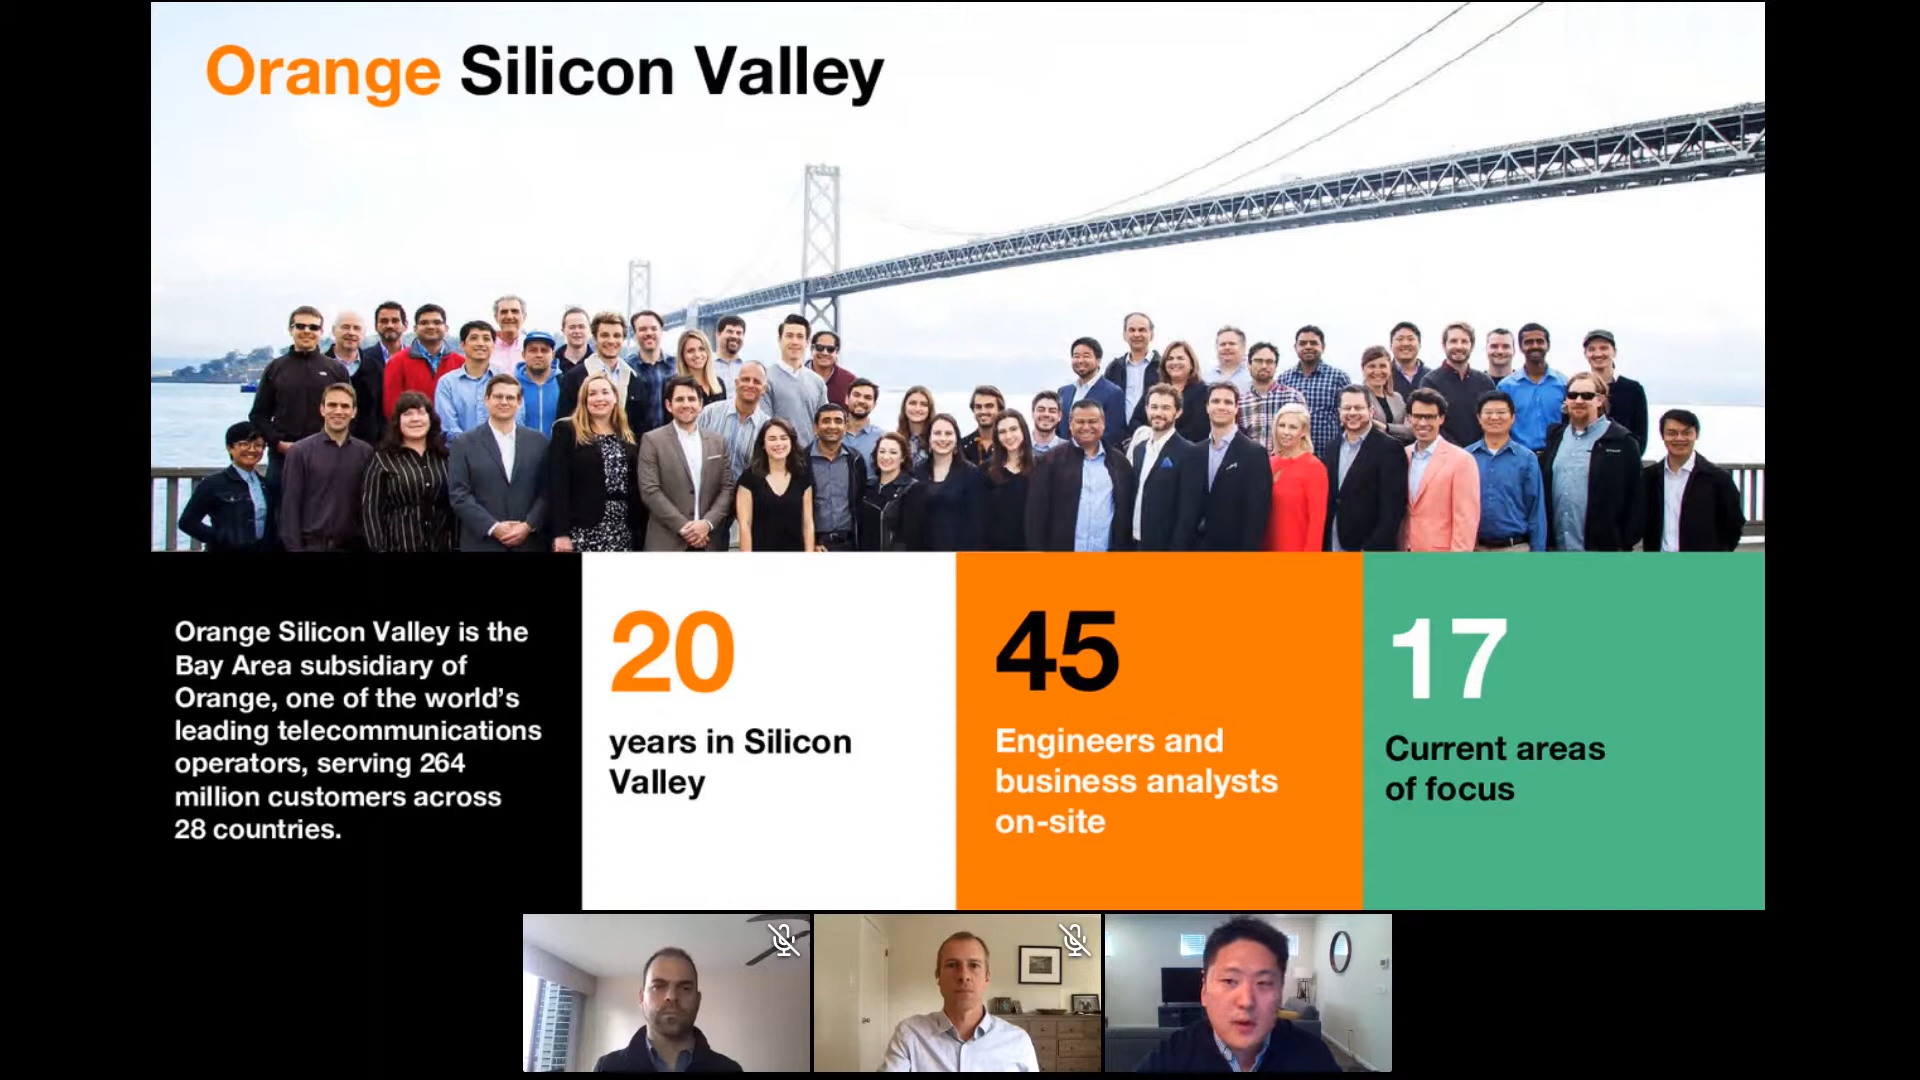 Orange Silicon Valley
Orange Silicon Valley is the
Bay Area subsidiary of
Orange, one of the world’s
leading telecommunications
operators, serving 264
million customers across
28 countries.
20
years in Silicon
Valley
45
Engineers and
business analysts
on-site
17
Current areas
of focus